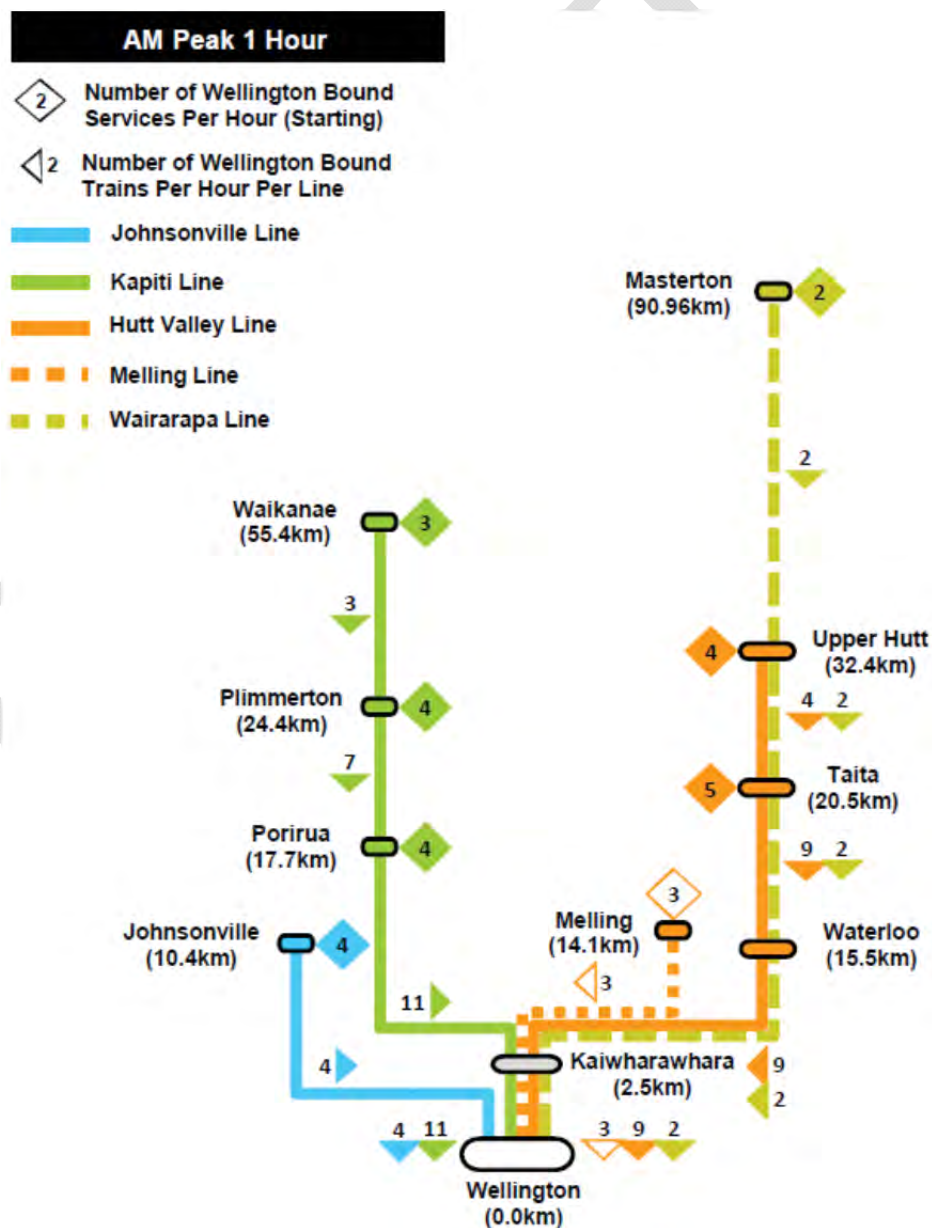 AM Peak 1 Hour
2
Number of Wellington Bound
Services Per Hour (Starting)
2
Number of Wellington Bound
Trains Per Hour Per Line
Johnsonville Line
Kapiti Line
Hutt Valley Line
Melling Line
Wairarapa Line
Masterton
(90.96km)
2
2
Waikanae
(55.4km)
3
3
Plimmerton
(24.4km)
4
7
Porirua
(17.7km)
4
11
Johnsonville
(10.4km)
4
4
4
Upper Hutt
(32.4km)
4 2
5
Taita
(20.5km)
9 2
3
Melling
(14.1km)
3
Waterloo
(15.5km)
Kaiwharawhara
(2.5km)
9
2
4 11
3 9 2
Wellington
(0.0km)